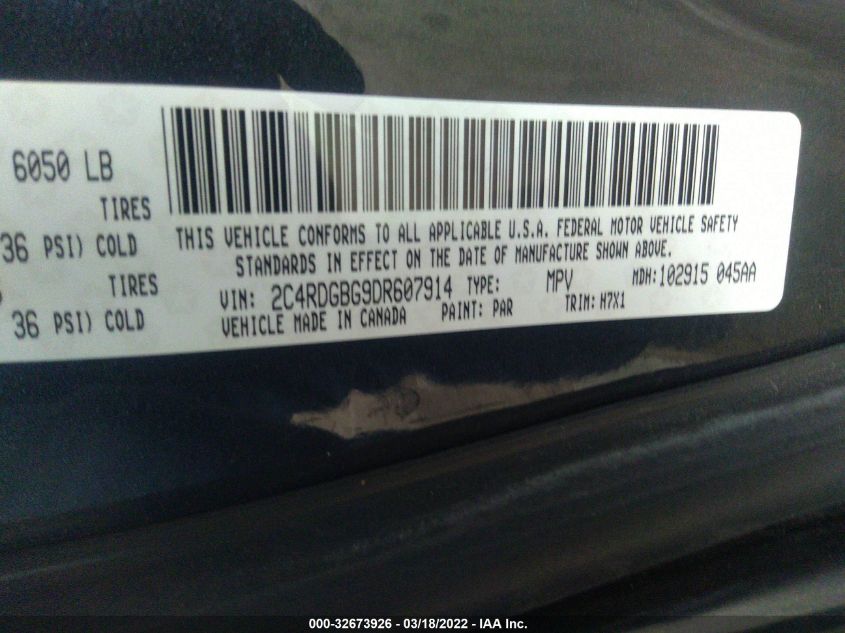 6050 LB
TIRES
36 PSI) COLD
TIRES
36 PSI) COLD
THIS VEHICLE CONFORMS TO ALL APPLICABLE U.S.A. FEDERAL MOTOR VEHICLE SAFETY
STANDARDS IN EFFECT ON THE DATE OF MANUFACTURE SHOWN ABOVE.
VIN: 2C4RDGBG9DR607914 TYPE: MPV MDH: 102915 045AA
VEHICLE MADE IN CANADA PAINT: PAR TRIM: H7X1
000-32673926 - 03/18/2022 - IAA Inc.